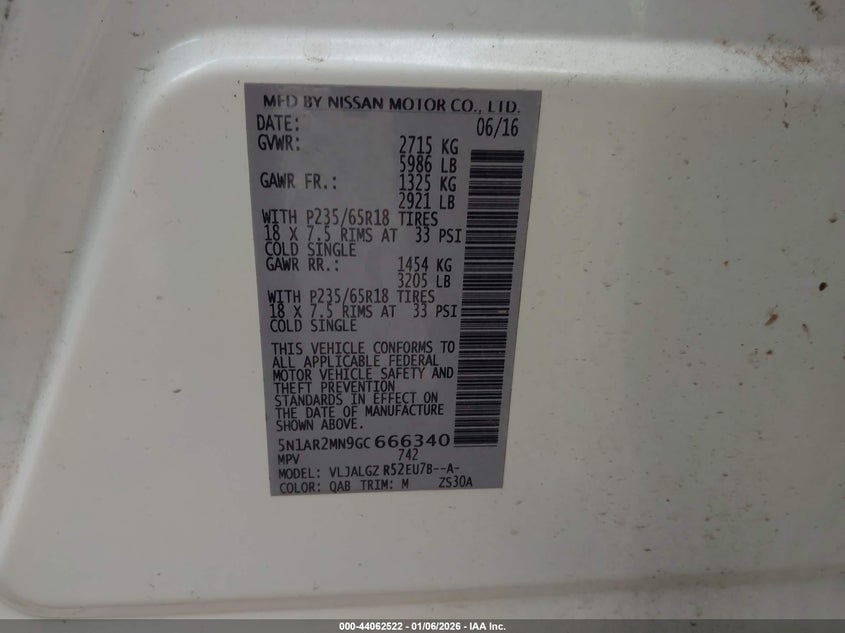 MFD BY NISSAN MOTOR CO., LTD.
DATE: 06/16
GVWR: 2715 KG
5986 LB
GAWR FR.: 1325 KG
2921 LB
WITH P235/65R18 TIRES
18 X 7.5 RIMS AT 33 PSI
COLD SINGLE
GAWR RR.: 1454 KG
3205 LB
WITH P235/65R18 TIRES
18 X 7.5 RIMS AT 33 PSI
COLD SINGLE
THIS VEHICLE CONFORMS TO
ALL APPLICABLE FEDERAL
MOTOR VEHICLE SAFETY AND
THEFT PREVENTION
STANDARDS IN EFFECT ON
THE DATE OF MANUFACTURE
SHOWN ABOVE.
5N1AR2MN9GC666340
MPV 742
MODEL: VLJALGZ R52EU7B--A-
COLOR: QAB TRIM: M ZS30A
000-44062522 - 01/06/2026 - IAA Inc.